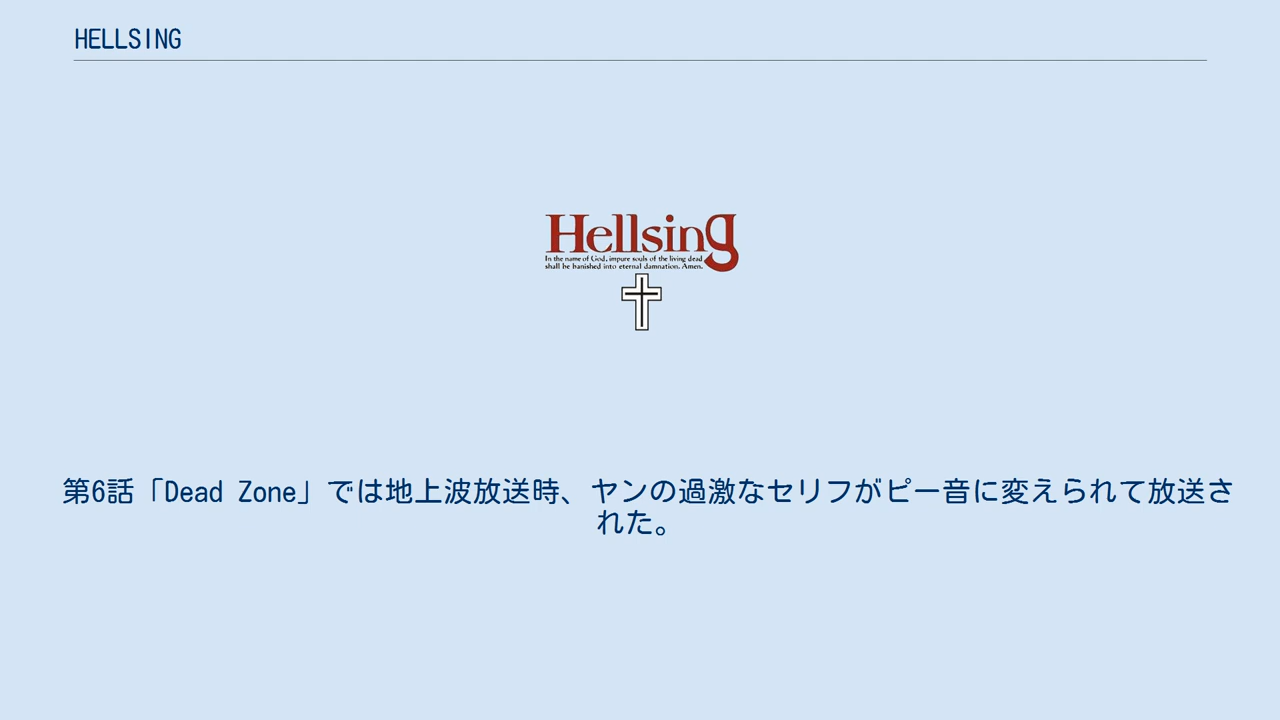 HELLSING
Hellsing
In the name of God, impure souls of the living dead
shall be banished into eternal damnation. Amen.
第6話「Dead Zone」では地上波放送時、ヤンの過激なセリフがピー音に変えられて放送さ
れた。